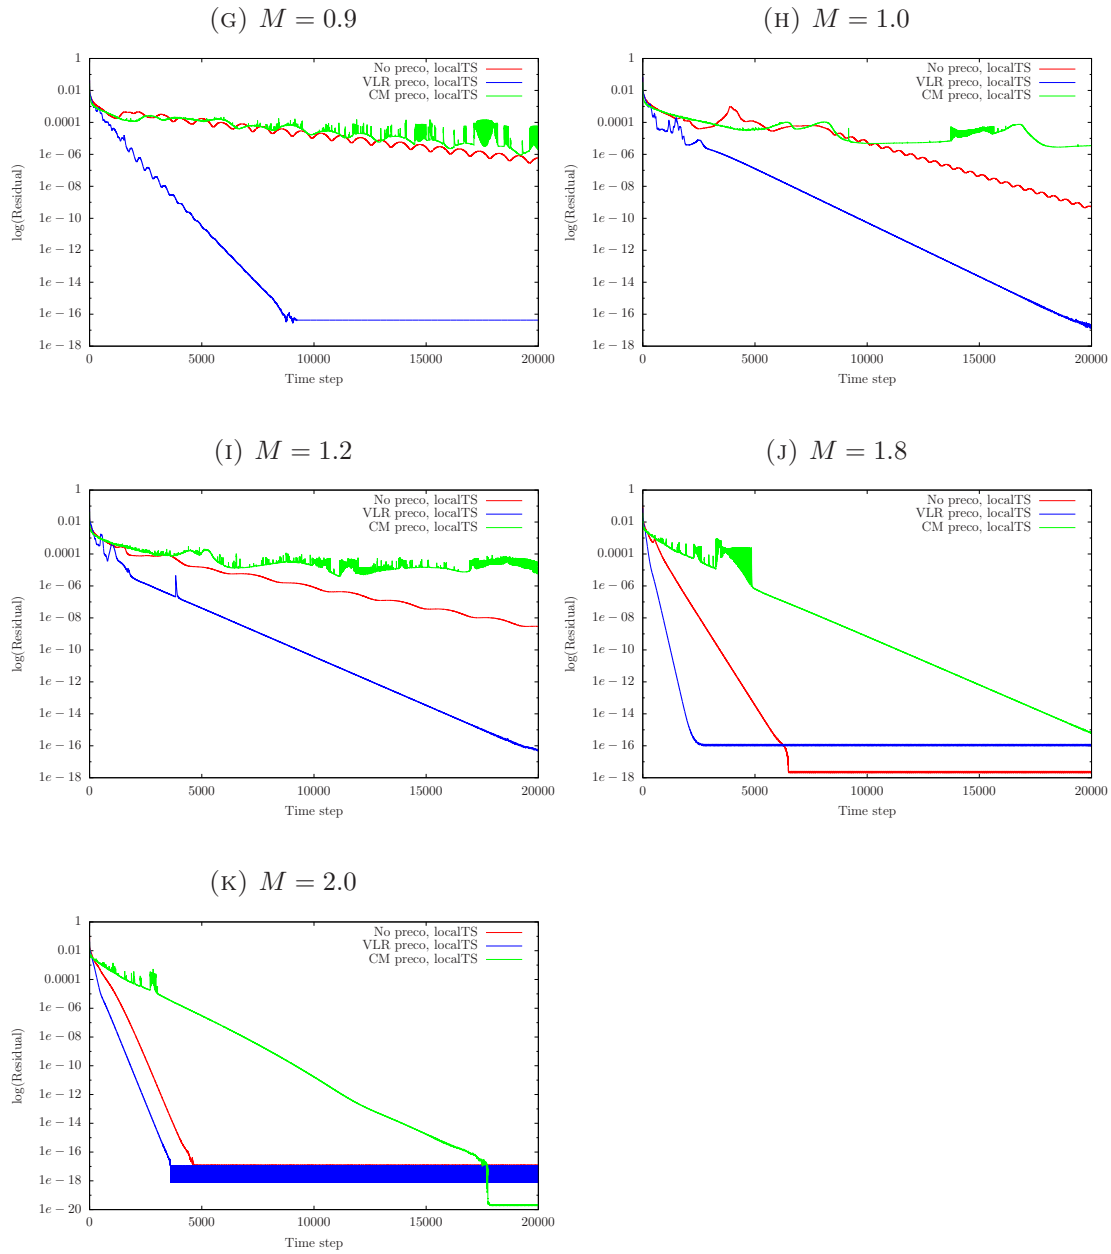 (G) M = 0.9
1
0.01
0.0001
1e − 06
1e − 08
1e − 10
1e − 12
1e − 14
1e − 16
1e − 18
0
5000
10000
15000
20000
log(Residual)
Time step
No preco, localTS
VLR preco, localTS
CM preco, localTS
(H) M = 1.0
1
0.01
0.0001
1e − 06
1e − 08
1e − 10
1e − 12
1e − 14
1e − 16
1e − 18
0
5000
10000
15000
20000
log(Residual)
Time step
No preco, localTS
VLR preco, localTS
CM preco, localTS
(I) M = 1.2
1
0.01
0.0001
1e − 06
1e − 08
1e − 10
1e − 12
1e − 14
1e − 16
1e − 18
0
5000
10000
15000
20000
log(Residual)
Time step
No preco, localTS
VLR preco, localTS
CM preco, localTS
(J) M = 1.8
1
0.01
0.0001
1e − 06
1e − 08
1e − 10
1e − 12
1e − 14
1e − 16
1e − 18
0
5000
10000
15000
20000
log(Residual)
Time step
No preco, localTS
VLR preco, localTS
CM preco, localTS
(K) M = 2.0
1
0.01
0.0001
1e − 06
1e − 08
1e − 10
1e − 12
1e − 14
1e − 16
1e − 18
1e − 20
0
5000
10000
15000
20000
log(Residual)
Time step
No preco, localTS
VLR preco, localTS
CM preco, localTS